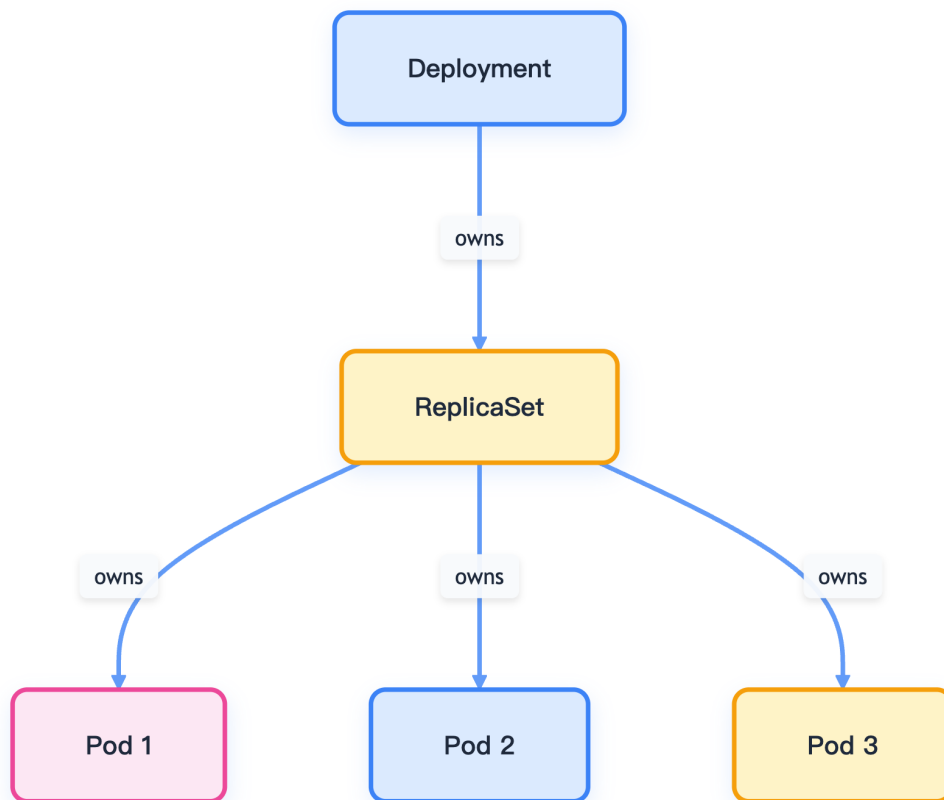 Deployment
owns
ReplicaSet
owns
owns
owns
Pod 1
Pod 2
Pod 3